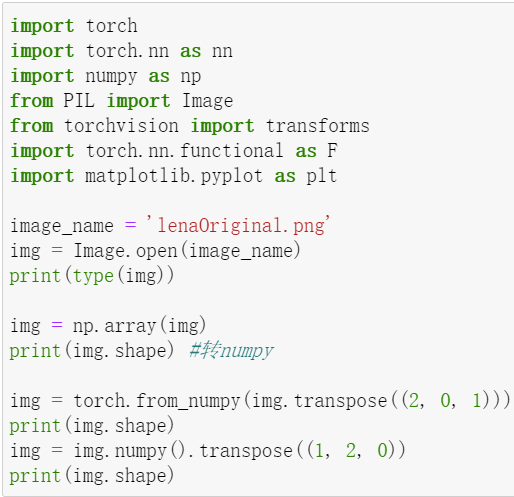 import torch
import torch.nn as nn
import numpy as np
from PIL import Image
from torchvision import transforms
import torch.nn.functional as F
import matplotlib.pyplot as plt
image_name = 'lenaOriginal.png'
img = Image.open(image_name)
print(type(img))
img = np.array(img)
print(img.shape) #转numpy
img = torch.from_numpy(img.transpose((2, 0, 1)))
print(img.shape)
img = img.numpy().transpose((1, 2, 0))
print(img.shape)